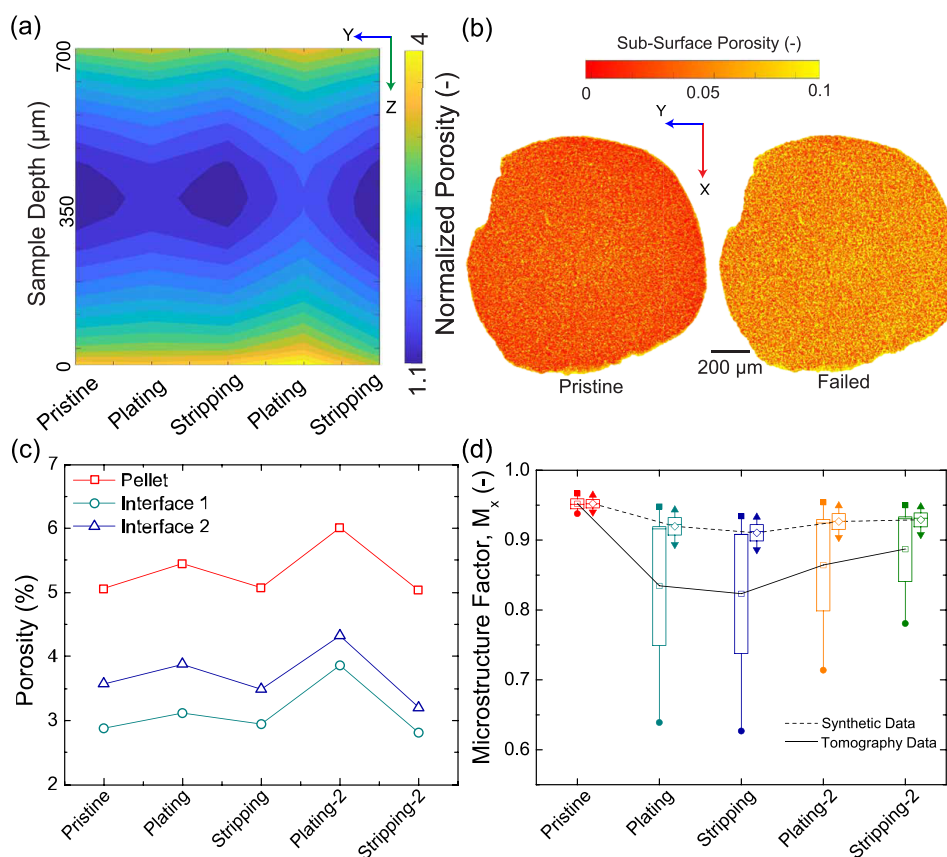 (a)
Sample Depth (µm)
700
350
0
Y
Z
4
1.1
Normalized Porosity (-)
Pristine
Plating
Stripping
Plating
Stripping
(b)
Sub-Surface Porosity (-)
0 0.05 0.1
Y
X
200 µm
Pristine
Failed
(c)
Porosity (%)
7
6
5
4
3
2
Pellet
Interface 1
Interface 2
Pristine
Plating
Stripping
Plating-2
Stripping-2
(d)
Microstructure Factor, Mx (-)
1.0
0.9
0.8
0.7
0.6
Synthetic Data
Tomography Data
Pristine
Plating
Stripping
Plating-2
Stripping-2